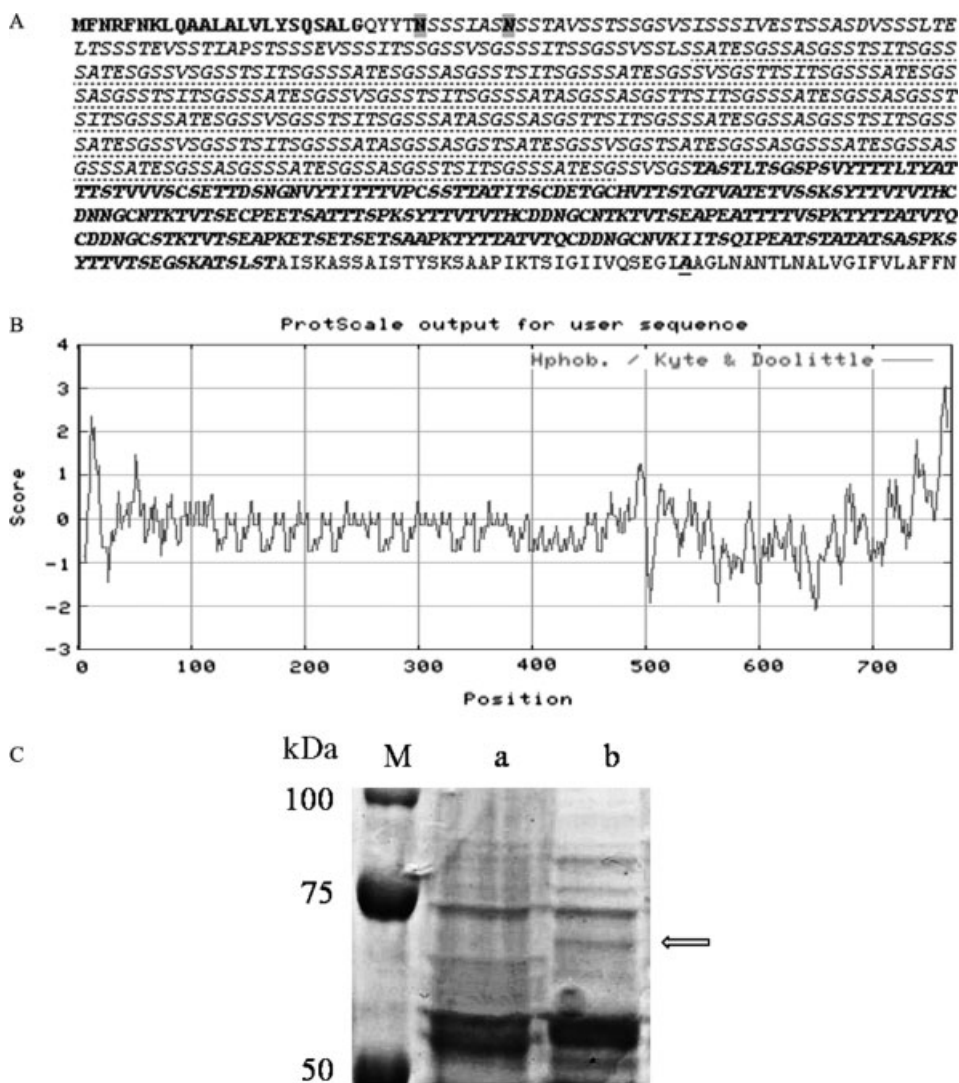 A
MFNRFNKLQAALALVLYSQSALGQYYTNSSSIASNSSTAVSSTSSGSVSISSSIVESTSSASDVSSSLTE
LTSSSTEVSSTIAPSTSSSEVSSSITSSGSSVSGSSSITSSGSSVSSLSSATESGSSASGSSTSITSGSS
SATESGSSVSGSSTSITSGSSSATESGSSASGSSTSITSGSSSATESGSSVSGSTTSITSGSSSATESGS
SASGSSTSITSGSSSATESGSSVSGSSTSITSGSSSATASGSSASGSTTSITSGSSSATESGSSASGSST
SITSGSSSATESGSSVSGSSTSITSGSSSATASGSSASGSTTSITSGSSSATESGSSASGSSTSITSGSS
SATESGSSVSGSSTSITSGSSSATASGSSASGSTSATESGSSVSGSTSATESGSSASGSSATESGSSAS
GSSSATESGSSASGSSSATESGSSASGSSTSITSGSSSATESGSSVSGSTASTLTSGSPSVYTTTLTYAT
TTSTVVVSCSETTDSNGNVYTITTTVPCSSTTATITSCDETGCHVTTSTGTVATETVSSKSYTTVTVTHC
DNNGCNTKTVTSECPEETSATTTSPKSYTTVTVTHCDDNGCNTKTVTSEAPEATTTTVSPKTYTTATVTQ
CDDNGCSTKTVTSEAPKETSETSETSAAPKTYTTATVTQCDDNGCNVKIITSQIPEATSTATATSASPKS
YTTVTSEGSKATSLSTAISKASSAISTYSKSAAPIKTSIGIIVQSEGILAAGLNANTLNALVGIFVLAFFN
B
ProtScale output for user sequence
Hphob. / Kyte & Doolittle
4
3
2
1
0
-1
-2
-3
Score
0 100 200 300 400 500 600 700
Position
C
kDa M a b
100
75
50